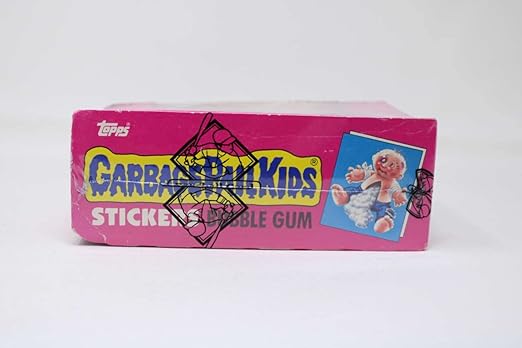 Topps
GARBAGE PAIL KIDS®
STICKERS BUBBLE GUM